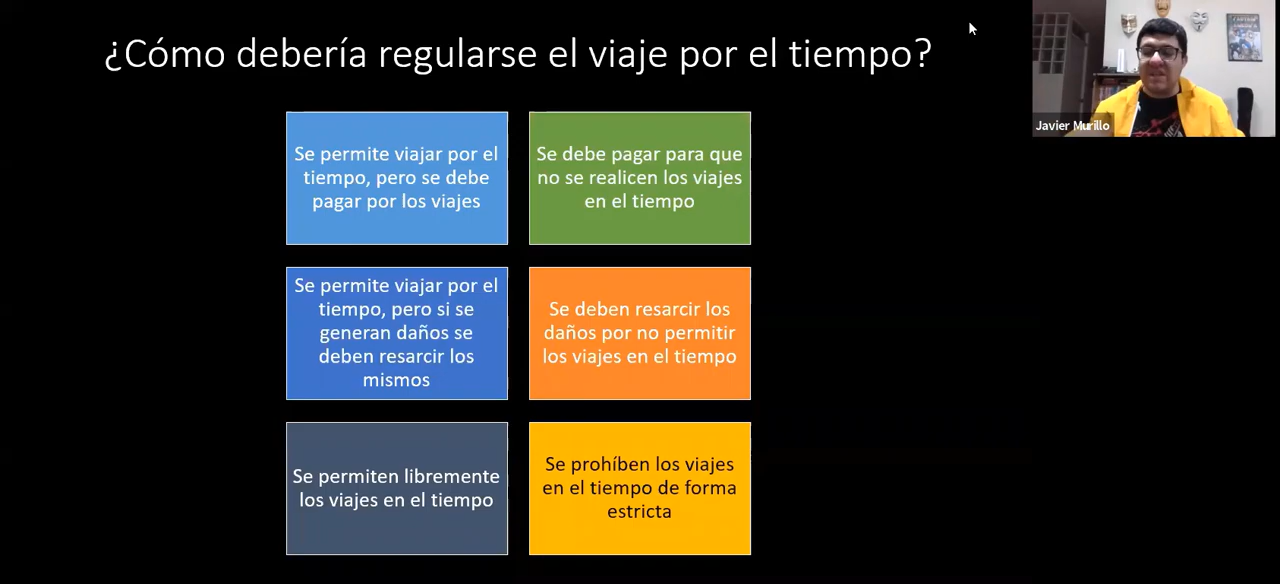 ¿Cómo debería regularse el viaje por el tiempo?
Se permite viajar por el
tiempo, pero se debe
pagar por los viajes
Se debe pagar para que
no se realicen los viajes
en el tiempo
Se permite viajar por el
tiempo, pero si se
generan daños se
deben resarcir los
mismos
Se deben resarcir los
daños por no permitir
los viajes en el tiempo
Se permiten libremente
los viajes en el tiempo
Se prohíben los viajes
en el tiempo de forma
estricta
Javier Murillo